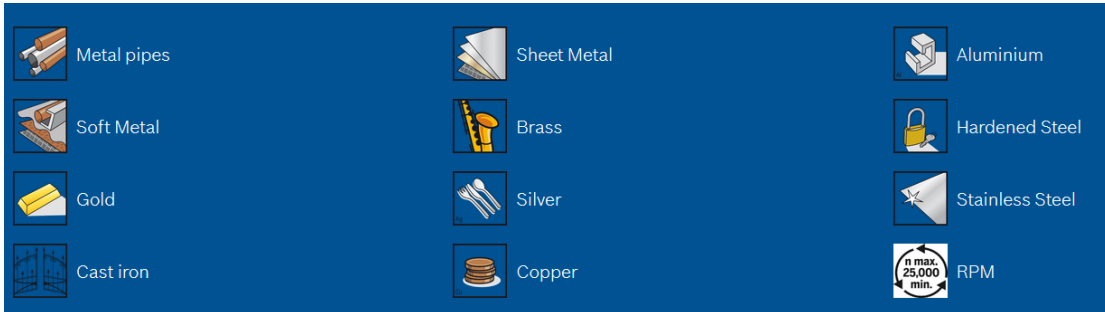 Metal pipes
Sheet Metal
Aluminium
Soft Metal
Brass
Hardened Steel
Gold
Silver
Stainless Steel
Cast iron
Copper
n max.
25,000
min.
RPM